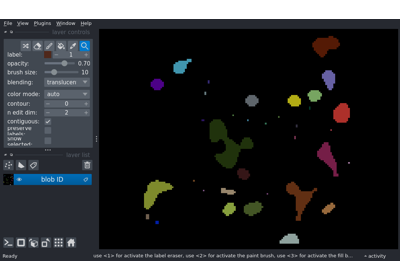 File View Plugins Window Help
layer controls
label: 1
opacity: 0.70
brush size: 10
blending: translucen
color mode: auto
contour: 0
n edit dim: 2
contiguous:
preserve labels:
show selected:
layer list
blob ID
Ready
use <1> for activate the label eraser, use <2> for activate the paint brush, use <3> for activate the fill b...
activity